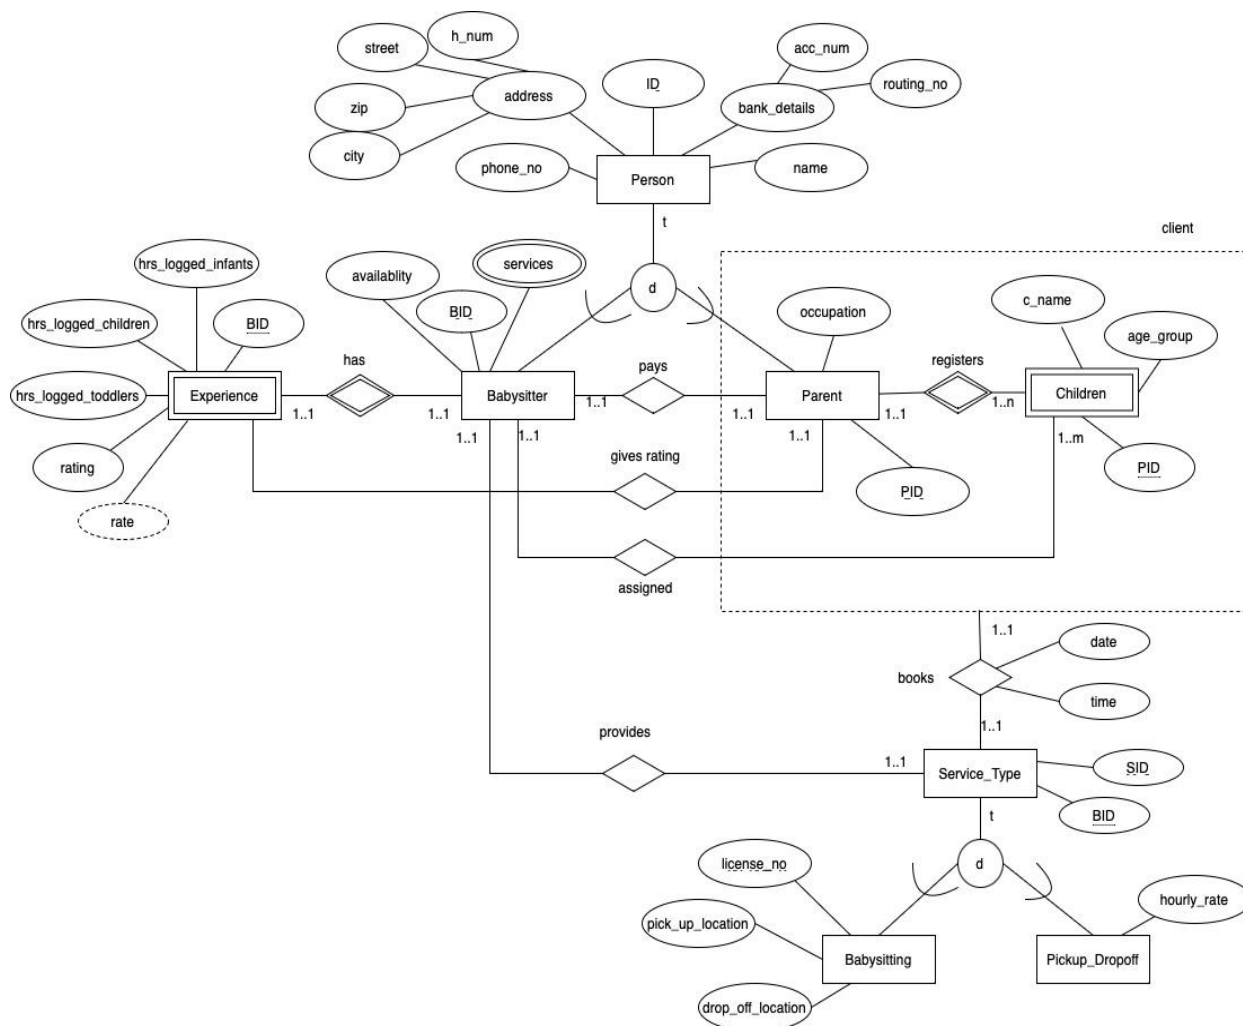 h_num
street
acc_num
ID
routing_no
address
bank_details
zip
city
phone_no
name
Person
t
client
hrs_logged_infants
services
availablity
d
c_name
hrs_logged_children
BID
BID
occupation
age_group
has
pays
registers
hrs_logged_toddlers
Experience
Babysitter
Parent
Children
1..1
1..1
1..1
1..1
1..1
1..n
1..1
1..1
1..1
1..m
gives rating
rating
PID
PID
rate
assigned
1..1
date
books
time
1..1
provides
1..1
Service_Type
SID
BID
t
license_no
d
hourly_rate
pick_up_location
Babysitting
Pickup_Dropoff
drop_off_location